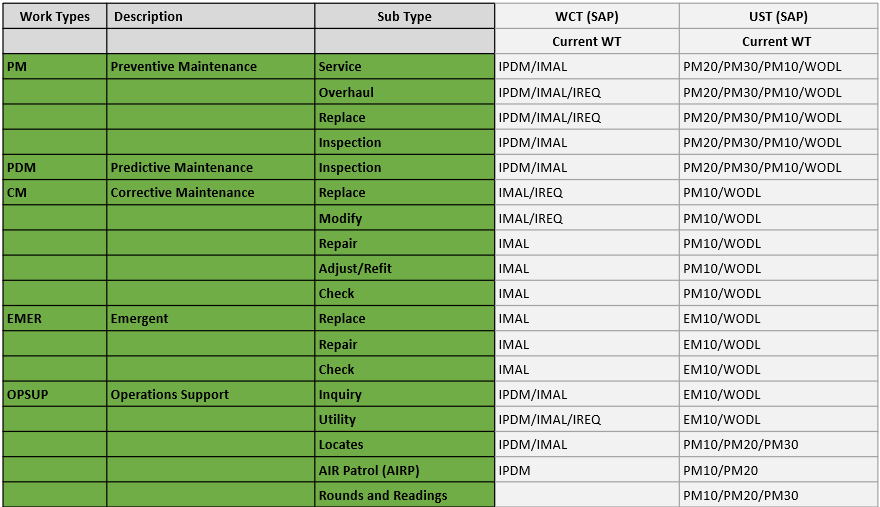 Work Types Description Sub Type WCT (SAP) UST (SAP)
Current WT Current WT
PM Preventive Maintenance Service IPDM/IMAL PM20/PM30/PM10/WODL
Overhaul IPDM/IMAL/IREQ PM20/PM30/PM10/WODL
Replace IPDM/IMAL/IREQ PM20/PM30/PM10/WODL
Inspection IPDM/IMAL PM20/PM30/PM10/WODL
PDM Predictive Maintenance Inspection IPDM/IMAL PM20/PM30/PM10/WODL
CM Corrective Maintenance Replace IMAL/IREQ PM10/WODL
Modify IMAL/IREQ PM10/WODL
Repair IMAL PM10/WODL
Adjust/Refit IMAL PM10/WODL
Check IMAL PM10/WODL
EMER Emergent Replace IMAL EM10/WODL
Repair IMAL EM10/WODL
Check IMAL EM10/WODL
OPSUP Operations Support Inquiry IPDM/IMAL EM10/WODL
Utility IPDM/IMAL/IREQ EM10/WODL
Locates IPDM/IMAL PM10/PM20/PM30
AIR Patrol (AIRP) IPDM PM10/PM20
Rounds and Readings PM10/PM20/PM30